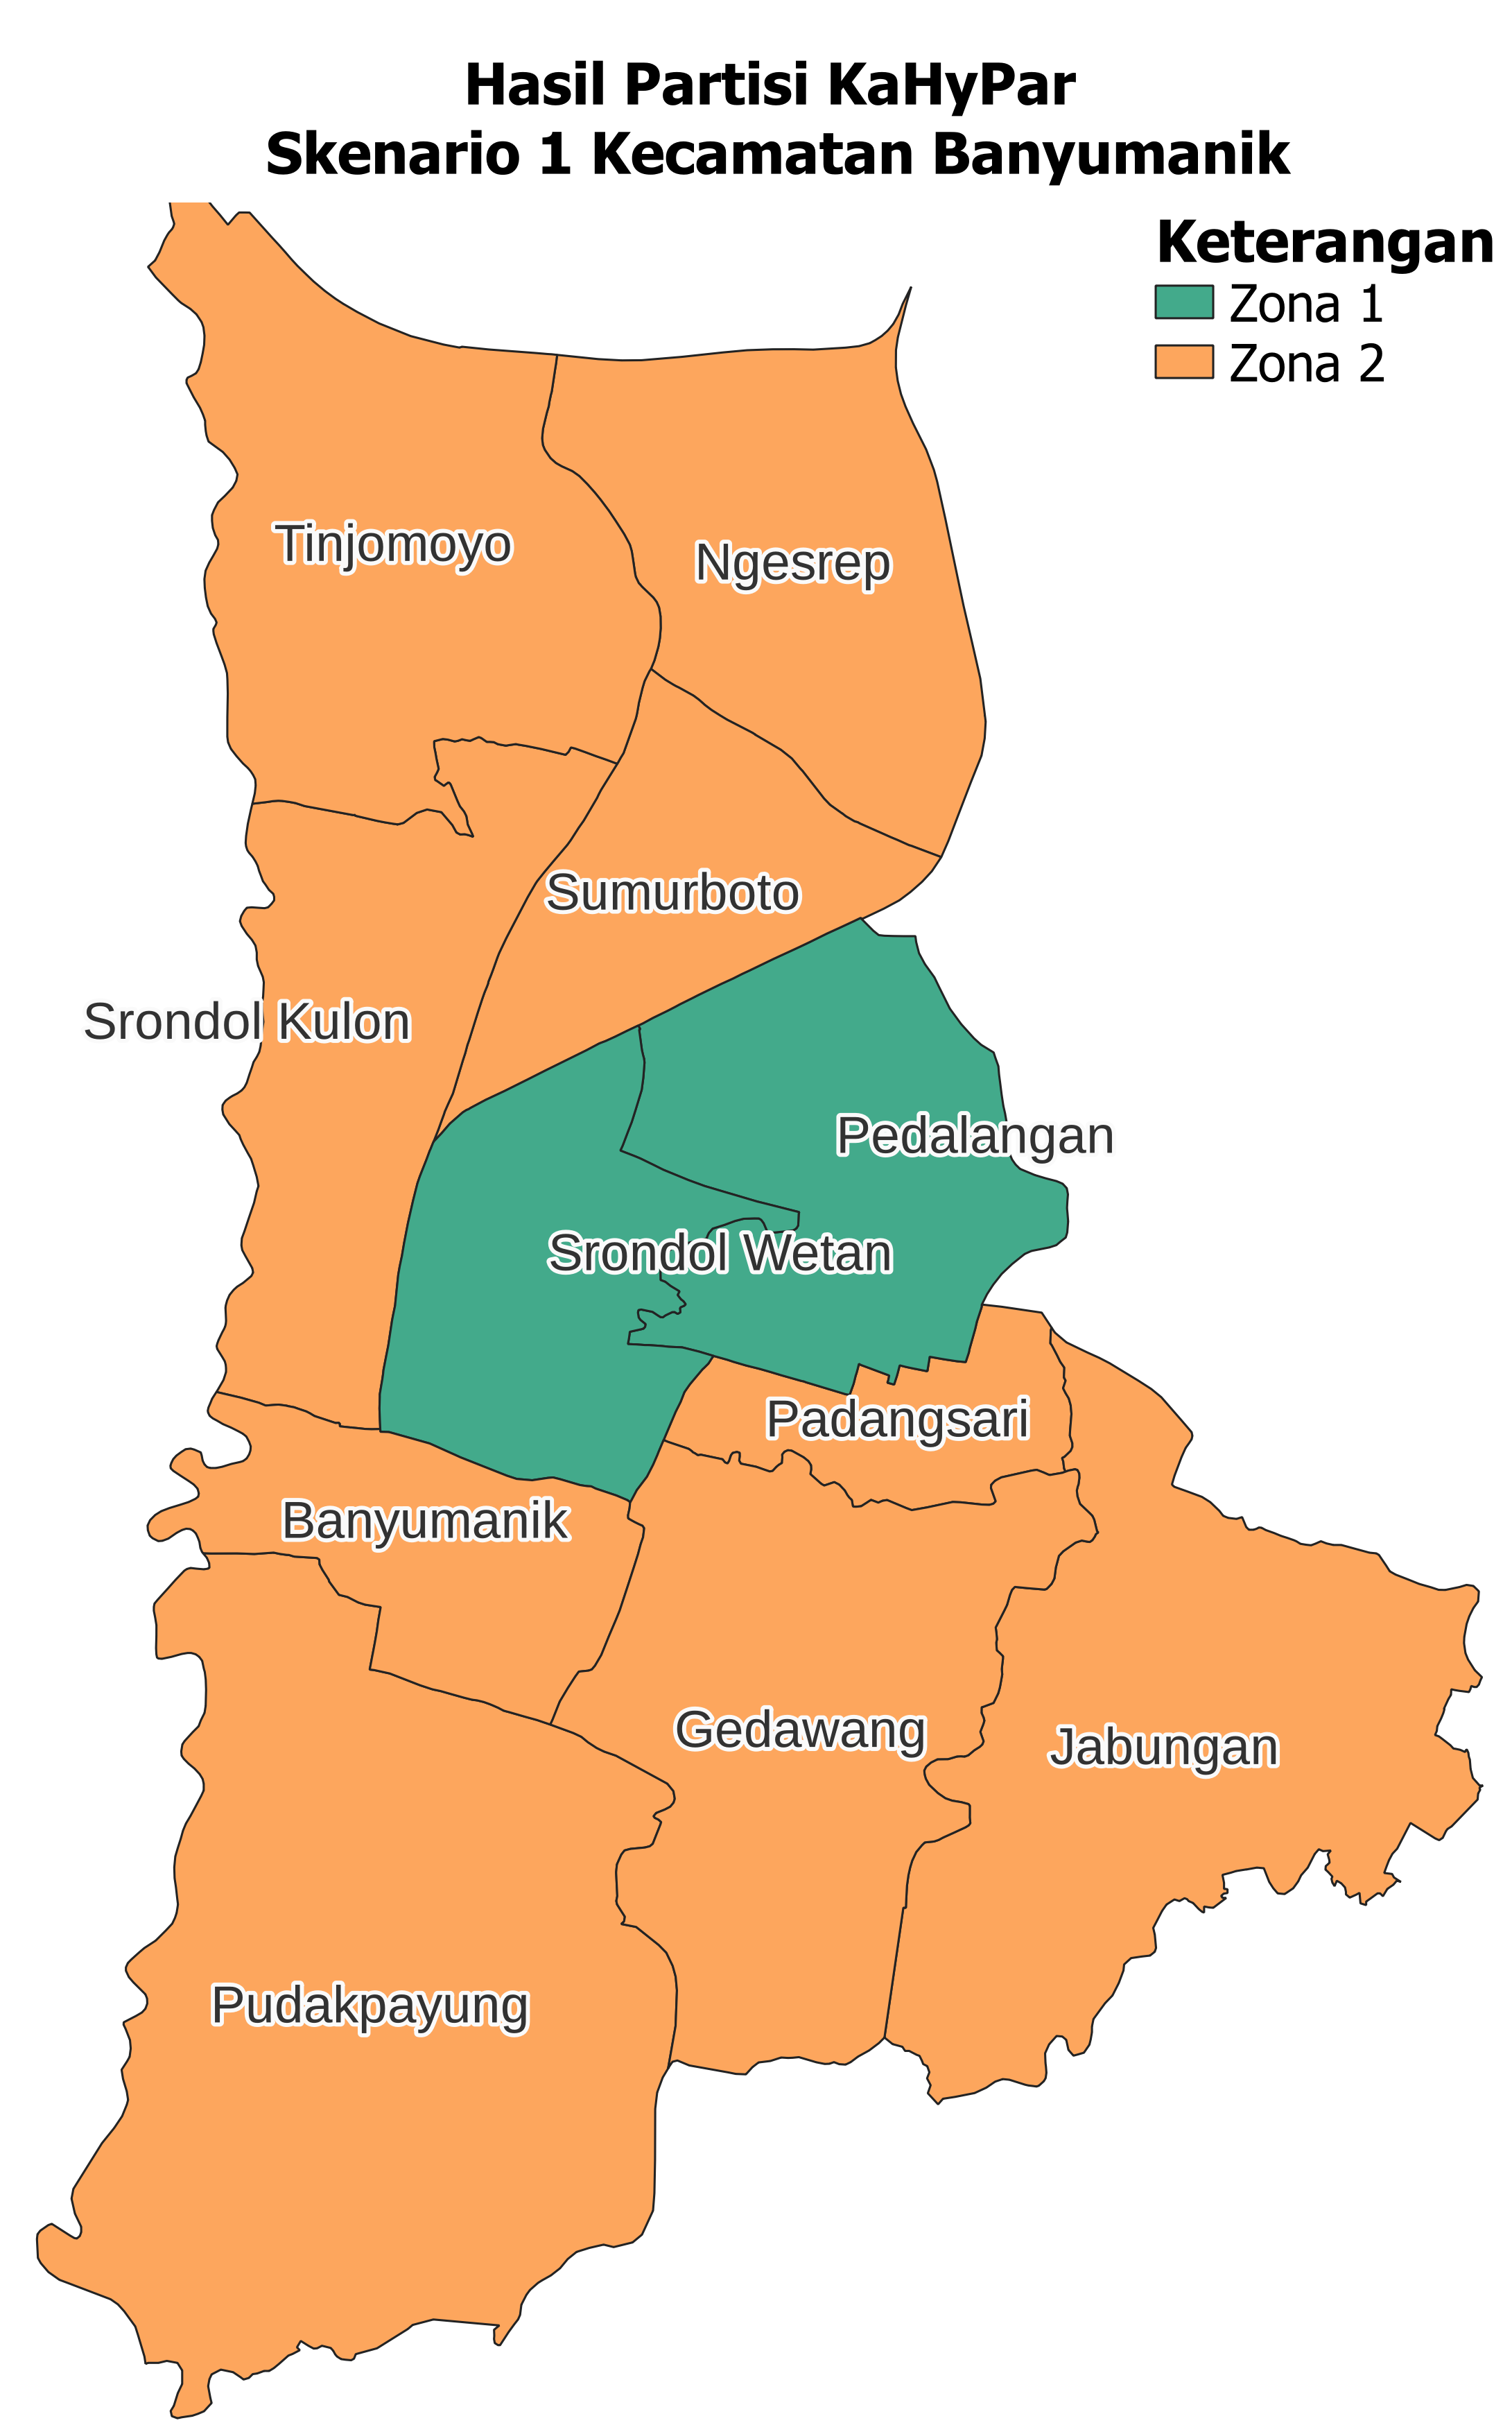 Hasil Partisi KaHyPar
Skenario 1 Kecamatan Banyumanik
Keterangan
Zona 1
Zona 2
Tinjomoyo
Ngesrep
Sumurboto
Srondol Kulon
Pedalangan
Srondol Wetan
Padangsari
Banyumanik
Gedawang
Jabungan
Pudakpayung